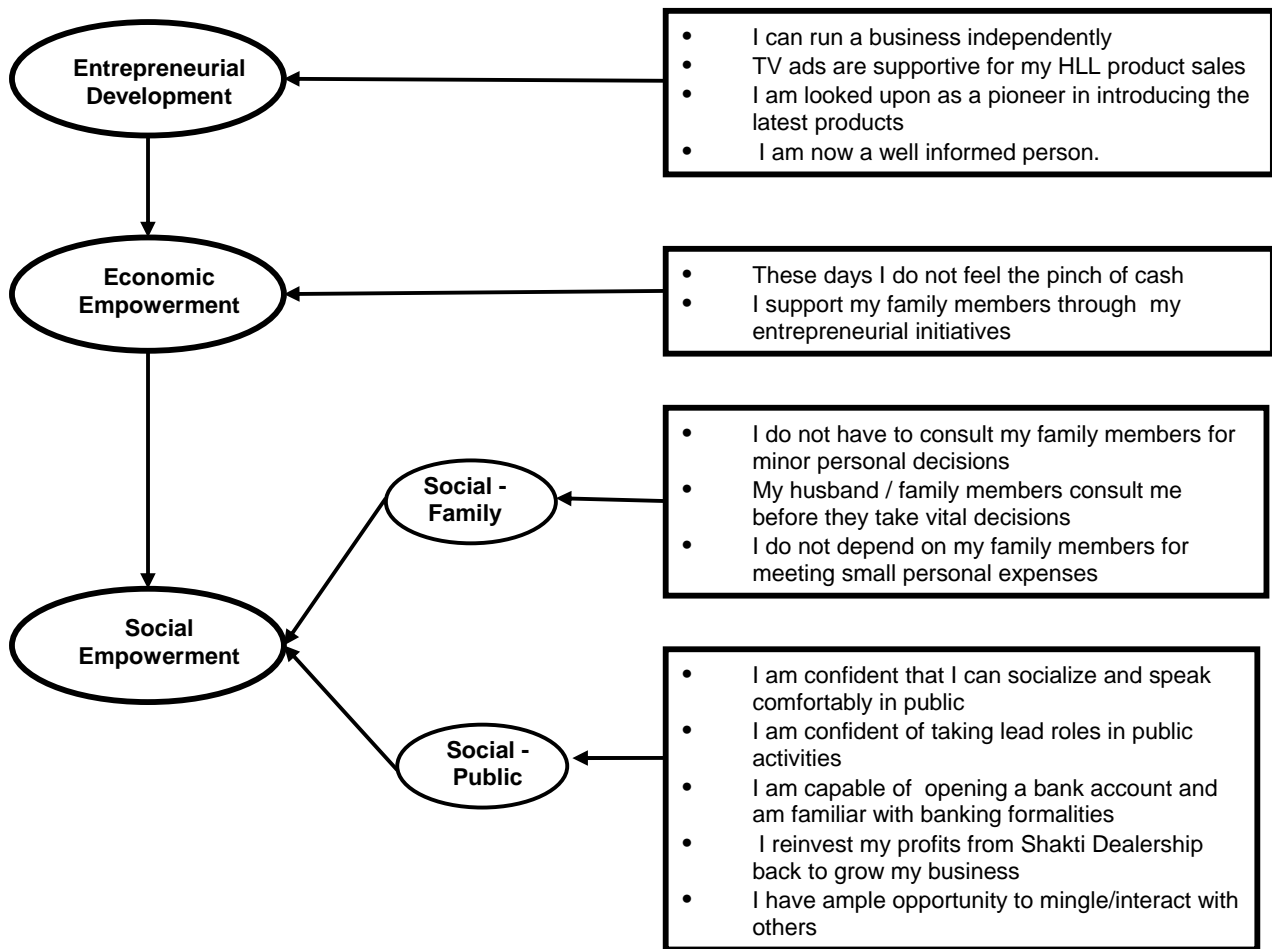 Entrepreneurial
Development
• I can run a business independently
• TV ads are supportive for my HLL product sales
• I am looked upon as a pioneer in introducing the
latest products
• I am now a well informed person.
Economic
Empowerment
• These days I do not feel the pinch of cash
• I support my family members through my
entrepreneurial initiatives
Social -
Family
• I do not have to consult my family members for
minor personal decisions
• My husband / family members consult me
before they take vital decisions
• I do not depend on my family members for
meeting small personal expenses
Social
Empowerment
Social -
Public
• I am confident that I can socialize and speak
comfortably in public
• I am confident of taking lead roles in public
activities
• I am capable of opening a bank account and
am familiar with banking formalities
• I reinvest my profits from Shakti Dealership
back to grow my business
• I have ample opportunity to mingle/interact with
others